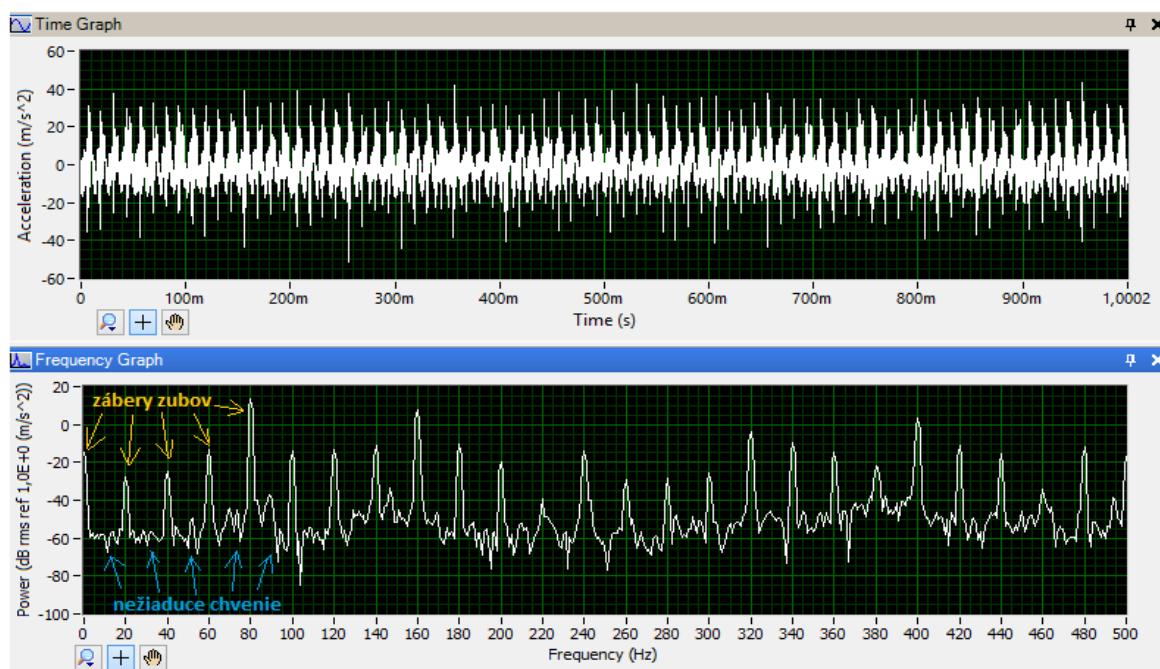 Time Graph
Acceleration (m/s^2)
60
40
20
0
-20
-40
-60
0 100m 200m 300m 400m 500m 600m 700m 800m 900m 1,0002
Time (s)
Frequency Graph
Power (dB rms ref 1,0E+0 (m/s^2))
20
0
-20
-40
-60
-80
-100
zábery zubov
nežiaduce chvenie
0 20 40 60 80 100 120 140 160 180 200 220 240 260 280 300 320 340 360 380 400 420 440 460 480 500
Frequency (Hz)